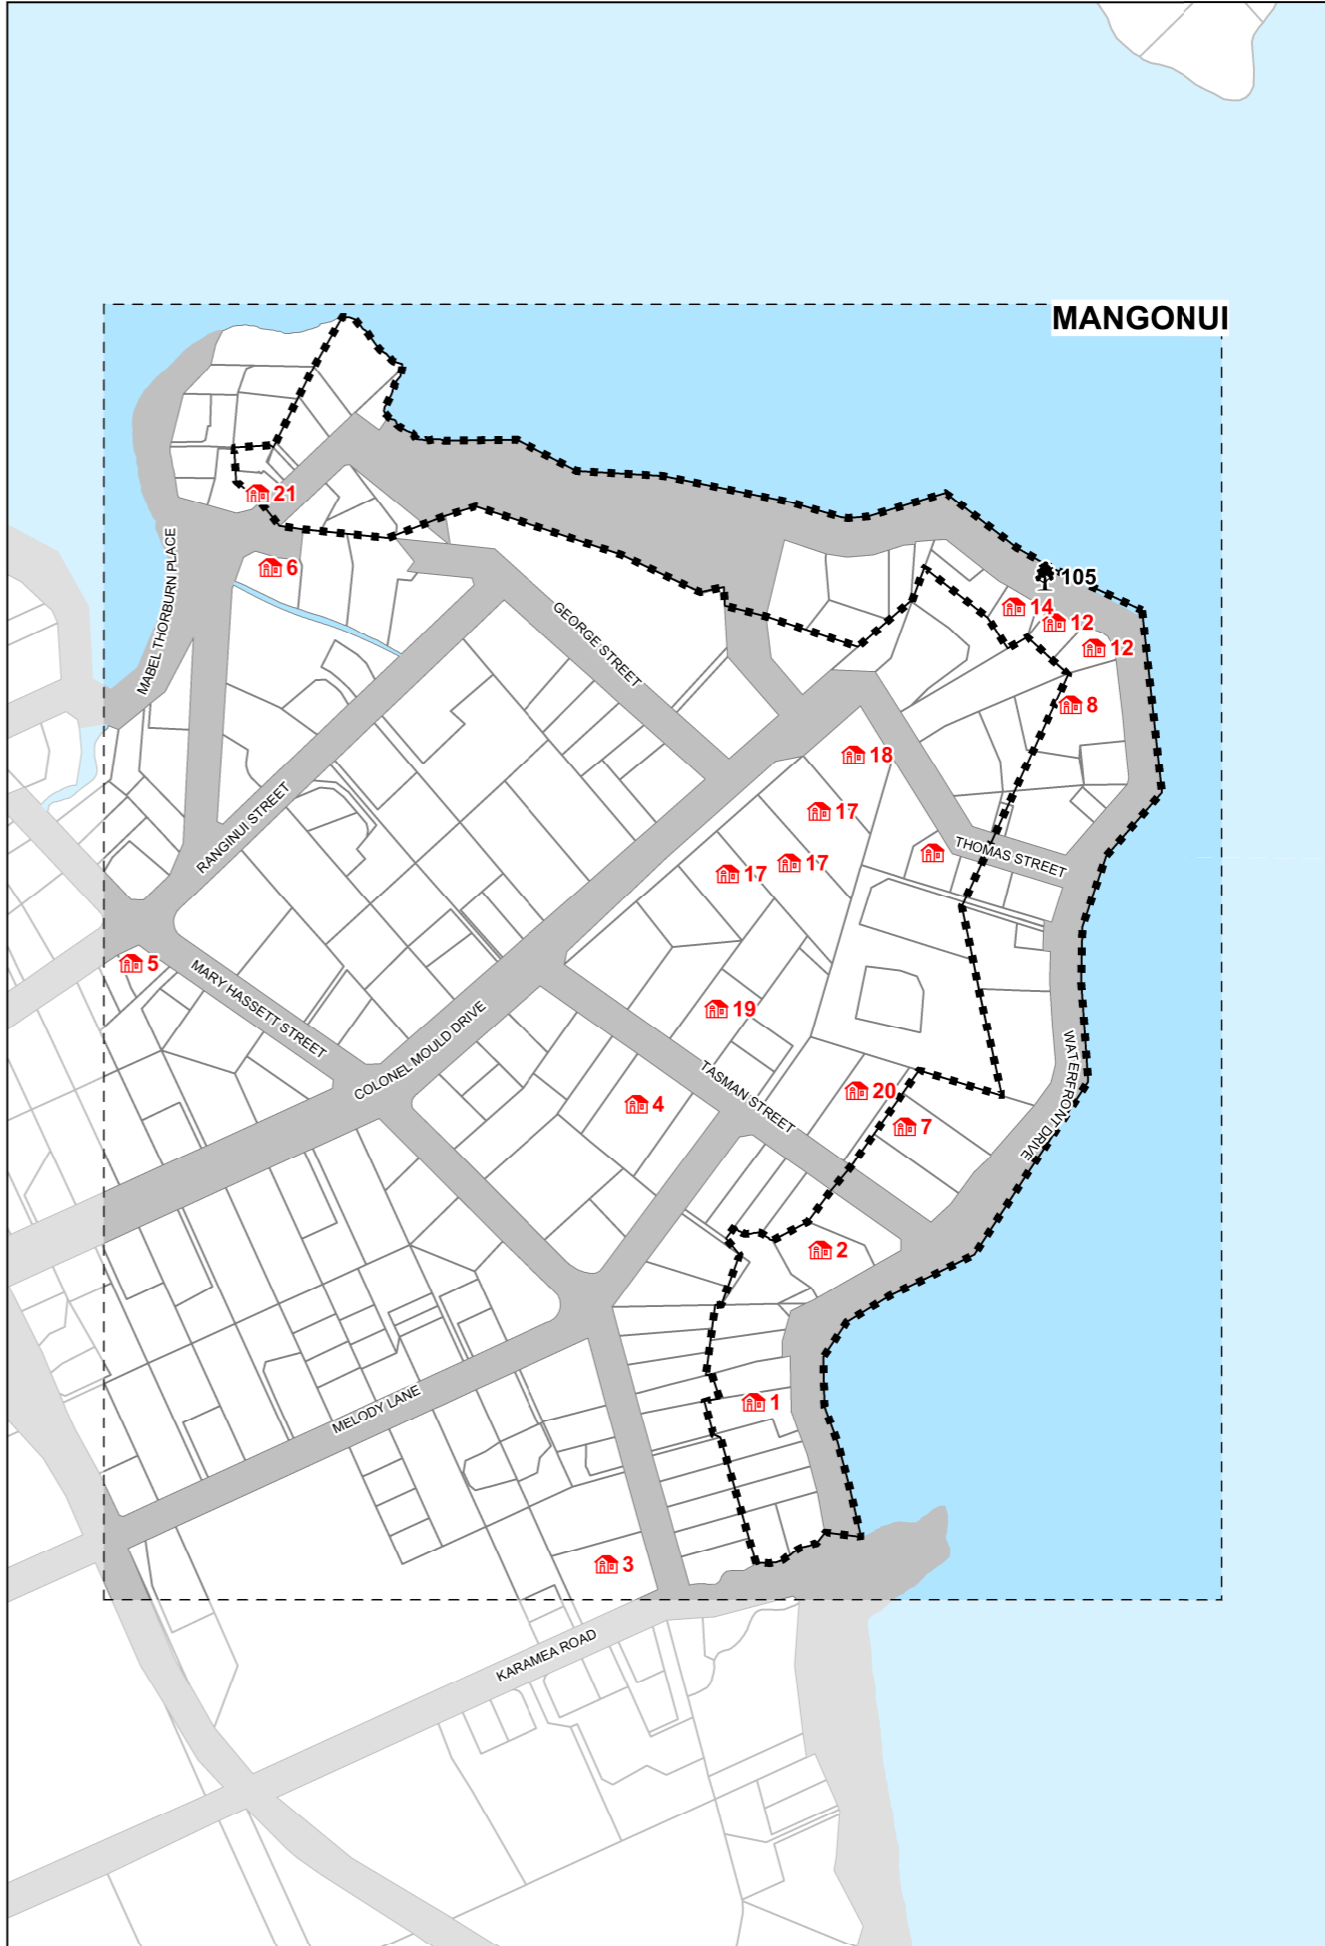 MANGONUI
21
6
105
14
12
12
8
MABEL THORBURN PLACE
GEORGE STREET
18
17
17
17
RANGINUI STREET
THOMAS STREET
5
MARY HASSETT STREET
COLONEL MOULD DRIVE
19
4
TASMAN STREET
20
7
WATERFRONT DRIVE
2
1
MELODY LANE
3
KARAMEA ROAD